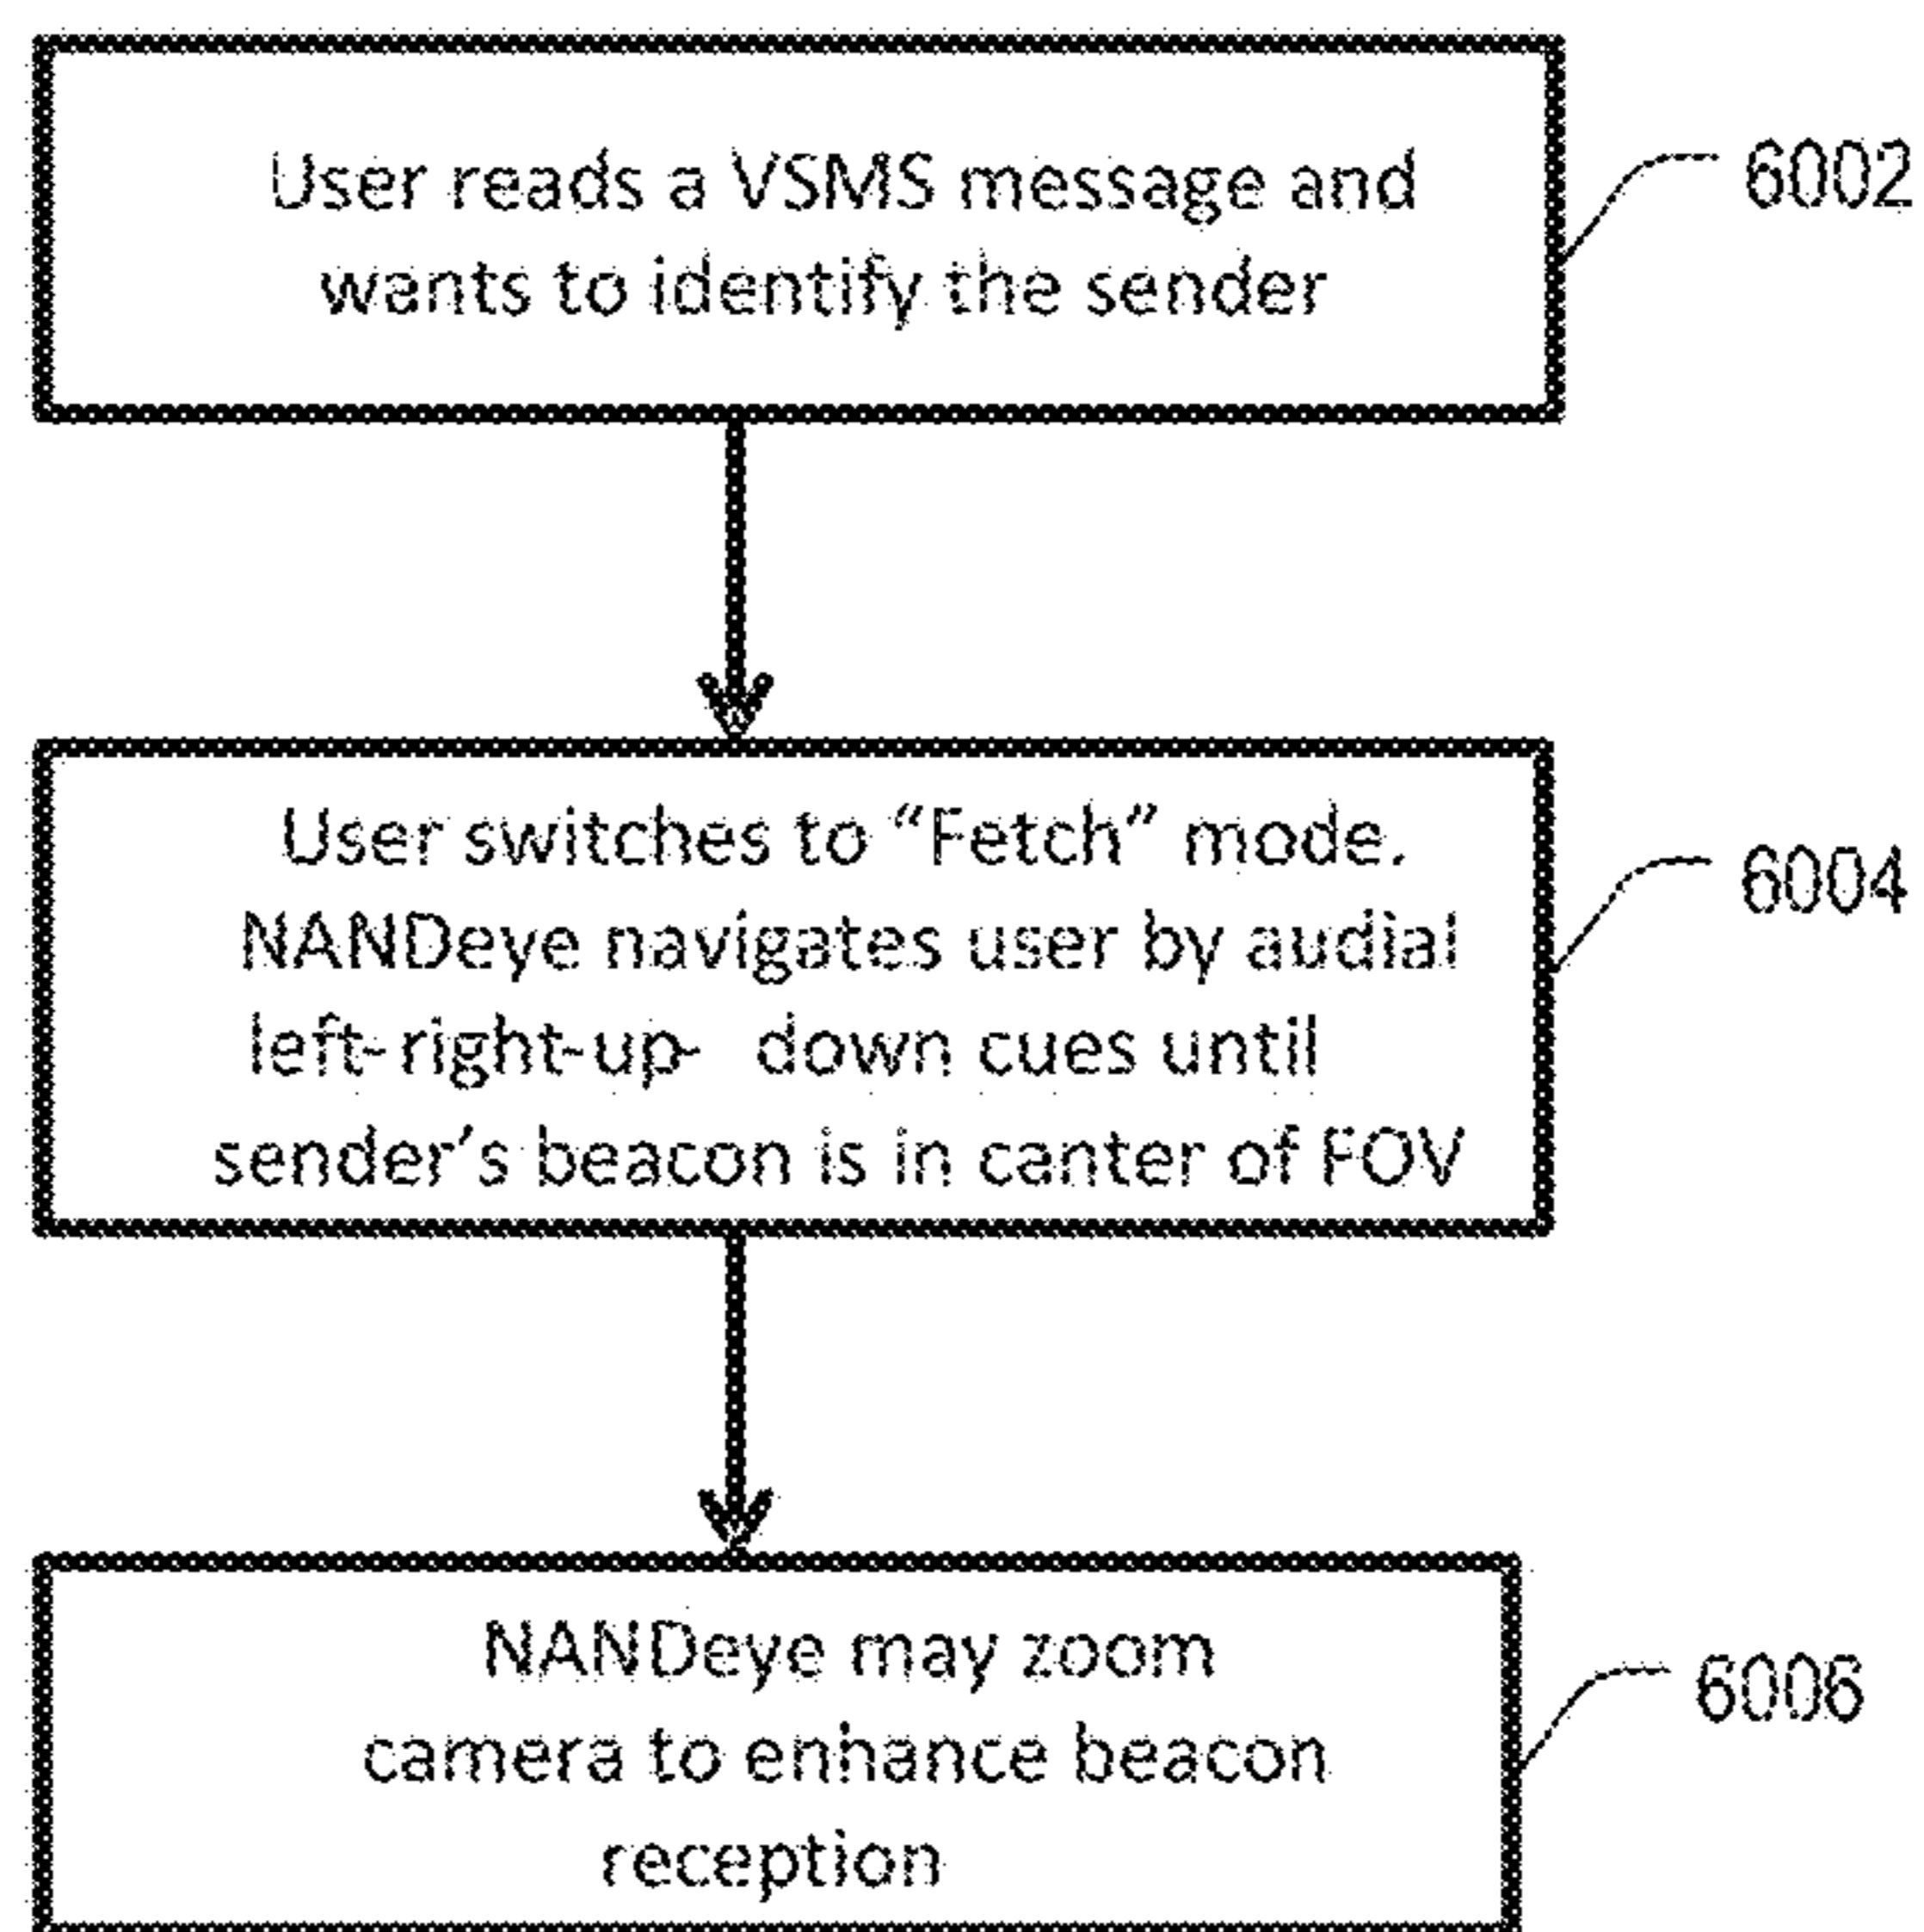 User reads a VSMS message and
wants to identify the sender
6002
User switches to “Fetch” mode.
NANDeye navigates user by audial
left-right-up- down cues until
sender’s beacon is in canter of FOV
6004
NANDeye may zoom
camera to enhance beacon
reception
6006